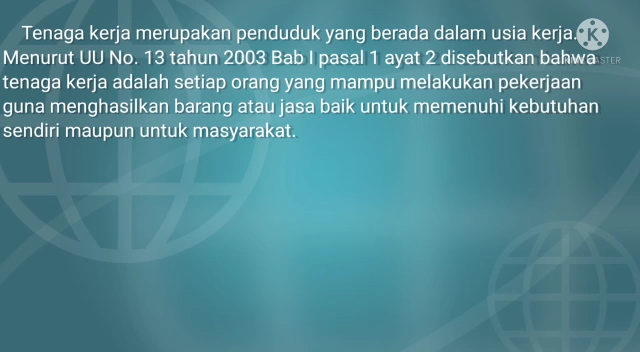 Tenaga kerja merupakan penduduk yang berada dalam usia kerja.
Menurut UU No. 13 tahun 2003 Bab I pasal 1 ayat 2 disebutkan bahwa
tenaga kerja adalah setiap orang yang mampu melakukan pekerjaan
guna menghasilkan barang atau jasa baik untuk memenuhi kebutuhan
sendiri maupun untuk masyarakat.
K